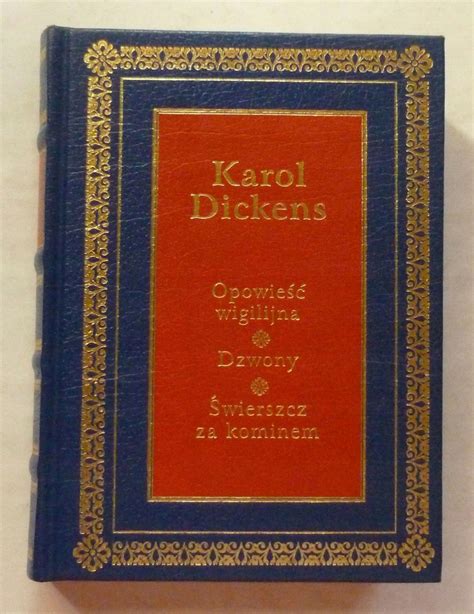 Karol
Dickens
Opowieść
wigilijna
Dzwony
Świerszcz
za kominem